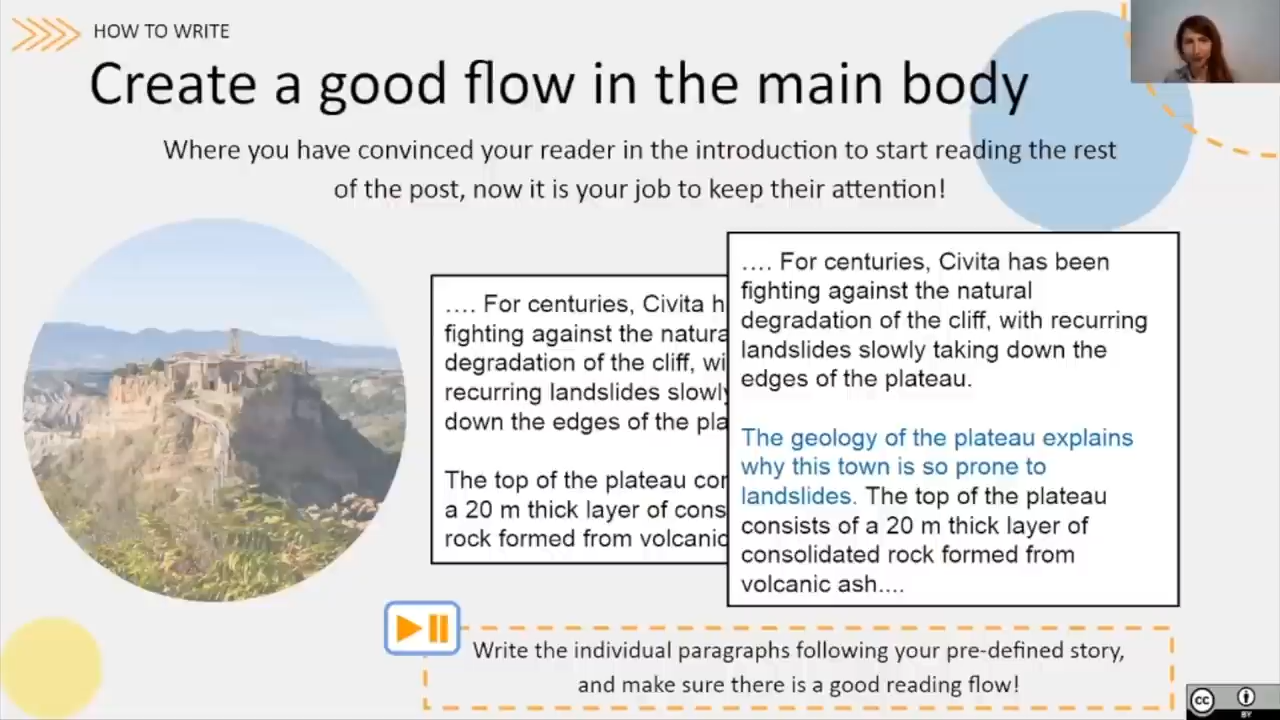 HOW TO WRITE
Create a good flow in the main body
Where you have convinced your reader in the introduction to start reading the rest
of the post, now it is your job to keep their attention!
.... For centuries, Civita h
fighting against the natura
degradation of the cliff, wi
recurring landslides slowly
down the edges of the pla
The top of the plateau con
a 20 m thick layer of cons
rock formed from volcanic
.... For centuries, Civita has been
fighting against the natural
degradation of the cliff, with recurring
landslides slowly taking down the
edges of the plateau.
The geology of the plateau explains
why this town is so prone to
landslides. The top of the plateau
consists of a 20 m thick layer of
consolidated rock formed from
volcanic ash....
Write the individual paragraphs following your pre-defined story,
and make sure there is a good reading flow!
cc
BY